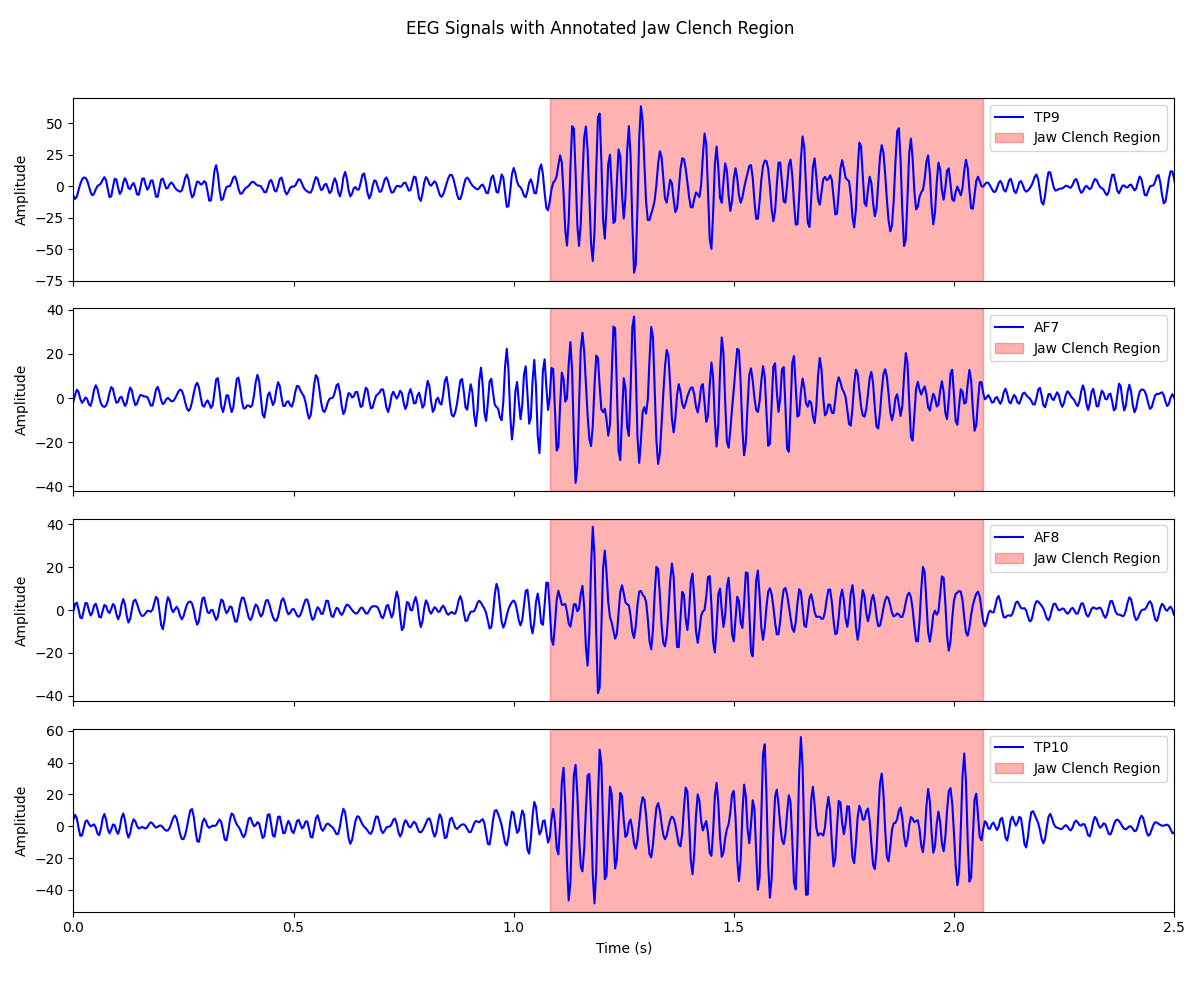 EEG Signals with Annotated Jaw Clench Region
50
25
0
−25
−50
−75
Amplitude
TP9
Jaw Clench Region
40
20
0
−20
−40
Amplitude
AF7
Jaw Clench Region
40
20
0
−20
−40
Amplitude
AF8
Jaw Clench Region
60
40
20
0
−20
−40
Amplitude
TP10
Jaw Clench Region
0.0 0.5 1.0 1.5 2.0 2.5
Time (s)